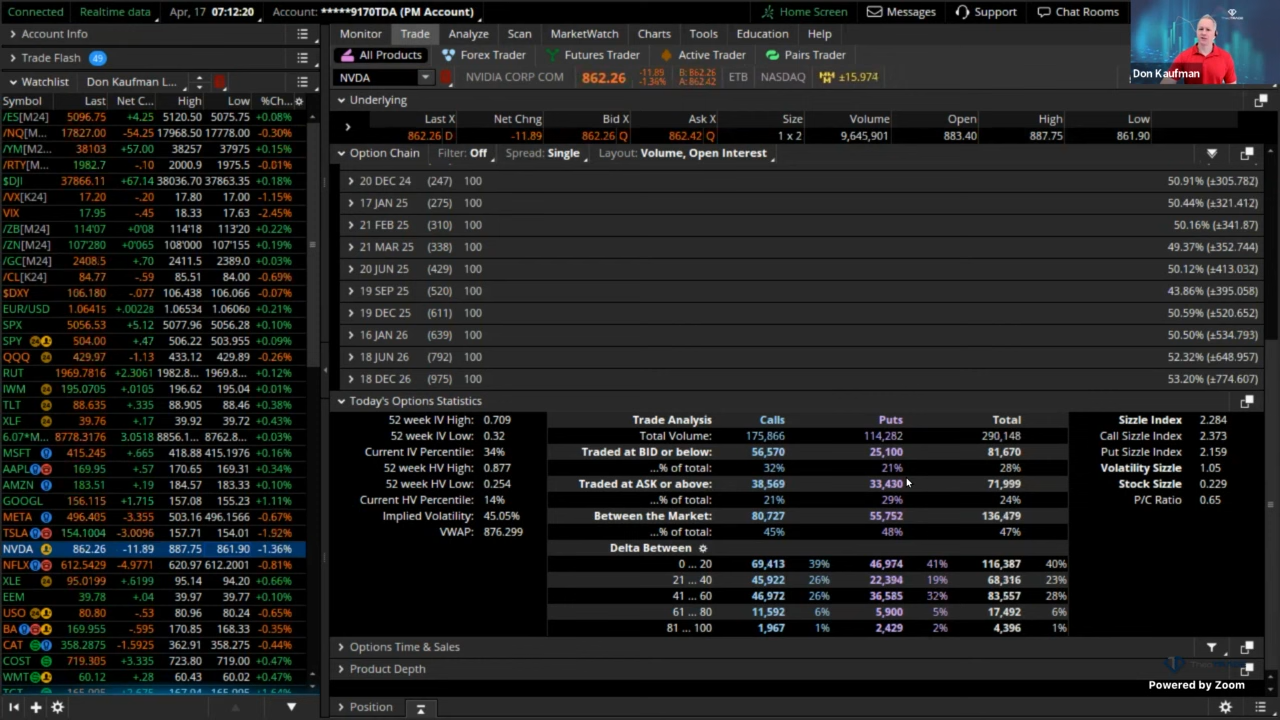 Connected Realtime data Apr, 17 07:12:20 Account: *****9170TDA (PM Account) Home Screen Messages Support Chat Rooms
Don Kaufman
Account Info
Trade Flash 49
Watchlist Don Kaufman L...
Symbol Last Net C... High Low %Ch...
/ES[M24] 5096.75 +4.25 5120.50 5075.75 +0.08%
/NQ[M... 17827.00 -54.25 17968.50 17778.00 -0.30%
/YM[M2... 38103 +57.00 38257 37975 +0.15%
/RTY[M... 1982.7 -.10 2000.9 1975.5 -0.01%
$DJI 37866.11 +67.14 38036.70 37863.35 +0.18%
/VX[K24] 17.20 -.20 17.80 17.00 -1.15%
VIX 17.95 -.45 18.33 17.63 -2.45%
/ZB[M24] 114'07 +0'08 114'18 113'20 +0.22%
/ZN[M24] 107'280 +0'065 108'000 107'155 +0.19%
/GC[M24] 2408.5 +.70 2411.5 2389.0 +0.03%
/CL[K24] 84.77 -.59 85.51 84.00 -0.69%
$DXY 106.180 -.077 106.438 106.066 -0.07%
EUR/USD 1.06415 +.00228 1.06534 1.06060 +0.21%
SPX 5056.53 +5.12 5077.96 5056.28 +0.10%
SPY 24 504.00 +.47 506.22 503.955 +0.09%
QQQ 24 429.97 -1.13 433.12 429.89 -0.26%
RUT 1969.7816 +2.3061 1982.8... 1969.8... +0.12%
IWM 24 195.0705 +.0105 196.62 195.04 +0.01%
TLT 24 88.635 +.335 88.905 88.46 +0.38%
XLF 24 39.76 +.17 39.92 39.72 +0.43%
6.07*M... 8778.3176 3.0518 8856.1... 8762.8... +0.03%
MSFT 415.245 +.665 418.88 415.1976 +0.16%
AAPL 169.95 +.57 170.65 169.31 +0.34%
AMZN 183.51 +.19 184.57 183.30 +0.10%
GOOGL 156.115 +1.715 157.08 155.23 +1.11%
META 496.405 -3.355 503.16 496.1566 -0.67%
TSLA 154.1004 -3.0096 157.71 154.01 -1.92%
NVDA 862.26 -11.89 887.75 861.90 -1.36%
NFLX 612.5429 -4.9771 620.97 612.2001 -0.81%
XLE 24 95.0199 +.6199 95.14 94.20 +0.66%
EEM 39.78 +.04 39.97 39.71 +0.09%
USO 24 80.80 -.53 80.96 80.24 -0.65%
BA 169.955 -.595 170.85 168.33 -0.35%
CAT 358.2875 -1.5925 362.91 358.275 -0.44%
COST 719.305 +3.335 723.80 719.00 +0.47%
WMT 60.12 +.28 60.43 60.02 +0.47%
Monitor Trade Analyze Scan MarketWatch Charts Tools Education Help
All Products Forex Trader Futures Trader Active Trader Pairs Trader
NVDA NVIDIA CORP COM 862.26 -11.89 -1.36% B: 862.26 A: 862.42 ETB NASDAQ ±15.974
Underlying
Last X Net Chng Bid X Ask X Size Volume Open High Low
862.26 D -11.89 862.26 Q 862.42 Q 1 x 2 9,645,901 883.40 887.75 861.90
Option Chain Filter: Off Spread: Single Layout: Volume, Open Interest
20 DEC 24 (247) 100 50.91% (±305.782)
17 JAN 25 (275) 100 50.44% (±321.412)
21 FEB 25 (310) 100 50.16% (±341.87)
21 MAR 25 (338) 100 49.37% (±352.744)
20 JUN 25 (429) 100 50.12% (±413.032)
19 SEP 25 (520) 100 43.86% (±395.058)
19 DEC 25 (611) 100 50.59% (±520.652)
16 JAN 26 (639) 100 50.50% (±534.793)
18 JUN 26 (792) 100 52.32% (±648.957)
18 DEC 26 (975) 100 53.20% (±774.607)
Today's Options Statistics
52 week IV High: 0.709 Trade Analysis Calls Puts Total Sizzle Index 2.284
52 week IV Low: 0.32 Total Volume: 175,866 114,282 290,148 Call Sizzle Index 2.373
Current IV Percentile: 34% Traded at BID or below: 56,570 25,100 81,670 Put Sizzle Index 2.159
52 week HV High: 0.877 ...% of total: 32% 21% 28% Volatility Sizzle 1.05
52 week HV Low: 0.254 Traded at ASK or above: 38,569 33,430 71,999 Stock Sizzle 0.229
Current HV Percentile: 14% ...% of total: 21% 29% 24% P/C Ratio 0.65
Implied Volatility: 45.05% Between the Market: 80,727 55,752 136,479
VWAP: 876.299 ...% of total: 45% 48% 47%
Delta Between
0 ... 20 69,413 39% 46,974 41% 116,387 40%
21 ... 40 45,922 26% 22,394 19% 68,316 23%
41 ... 60 46,972 26% 36,585 32% 83,557 28%
61 ... 80 11,592 6% 5,900 5% 17,492 6%
81 ... 100 1,967 1% 2,429 2% 4,396 1%
Options Time & Sales
Product Depth
Powered by Zoom
Position